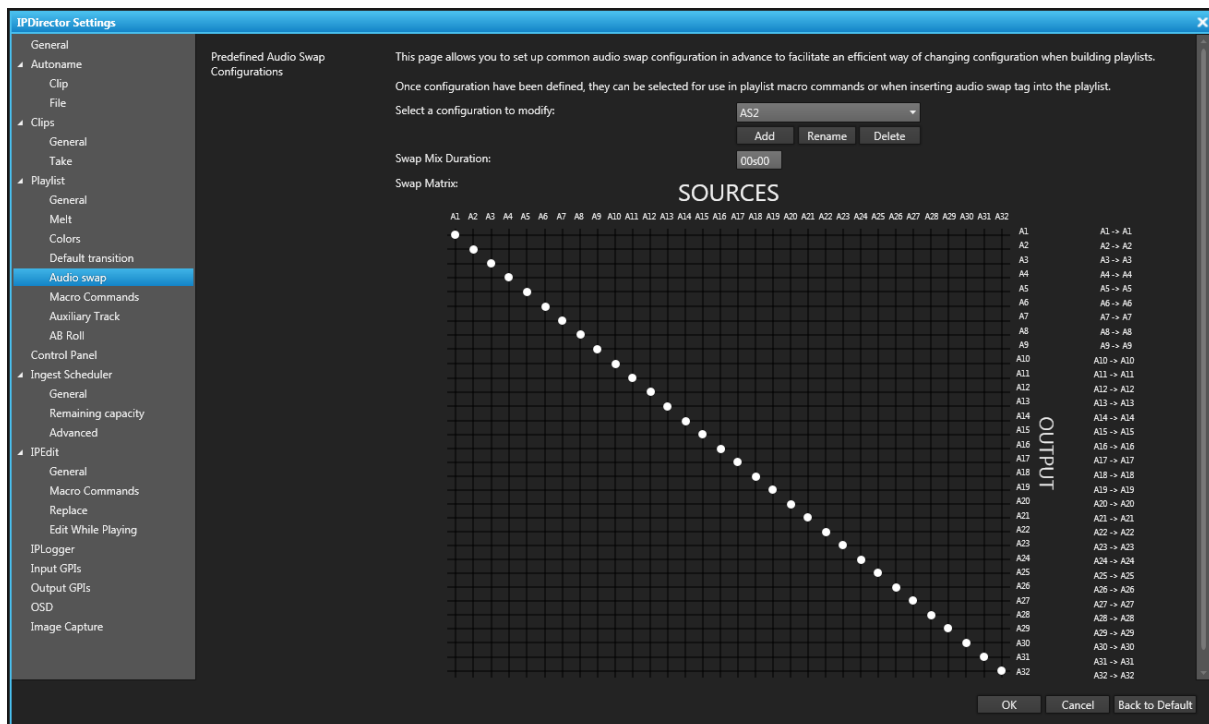 IPDirector Settings
General
Autoname
Clip
File
Clips
General
Take
Playlist
General
Melt
Colors
Default transition
Audio swap
Macro Commands
Auxiliary Track
AB Roll
Control Panel
Ingest Scheduler
General
Remaining capacity
Advanced
IPEdit
General
Macro Commands
Replace
Edit While Playing
IPLogger
Input GPIs
Output GPIs
OSD
Image Capture
Predefined Audio Swap
Configurations
This page allows you to set up common audio swap configuration in advance to facilitate an efficient way of changing configuration when building playlists.
Once configuration have been defined, they can be selected for use in playlist macro commands or when inserting audio swap tag into the playlist.
Select a configuration to modify:
AS2
Add Rename Delete
Swap Mix Duration:
00s00
Swap Matrix:
SOURCES
A1 A2 A3 A4 A5 A6 A7 A8 A9 A10 A11 A12 A13 A14 A15 A16 A17 A18 A19 A20 A21 A22 A23 A24 A25 A26 A27 A28 A29 A30 A31 A32
A1 A1 -> A1
A2 A2 -> A2
A3 A3 -> A3
A4 A4 -> A4
A5 A5 -> A5
A6 A6 -> A6
A7 A7 -> A7
A8 A8 -> A8
A9 A9 -> A9
A10 A10 -> A10
A11 A11 -> A11
A12 A12 -> A12
A13 A13 -> A13
A14 A14 -> A14
A15 A15 -> A15
A16 A16 -> A16
A17 A17 -> A17
A18 A18 -> A18
A19 A19 -> A19
A20 A20 -> A20
A21 A21 -> A21
A22 A22 -> A22
A23 A23 -> A23
A24 A24 -> A24
A25 A25 -> A25
A26 A26 -> A26
A27 A27 -> A27
A28 A28 -> A28
A29 A29 -> A29
A30 A30 -> A30
A31 A31 -> A31
A32 A32 -> A32
OUTPUT
OK Cancel Back to Default